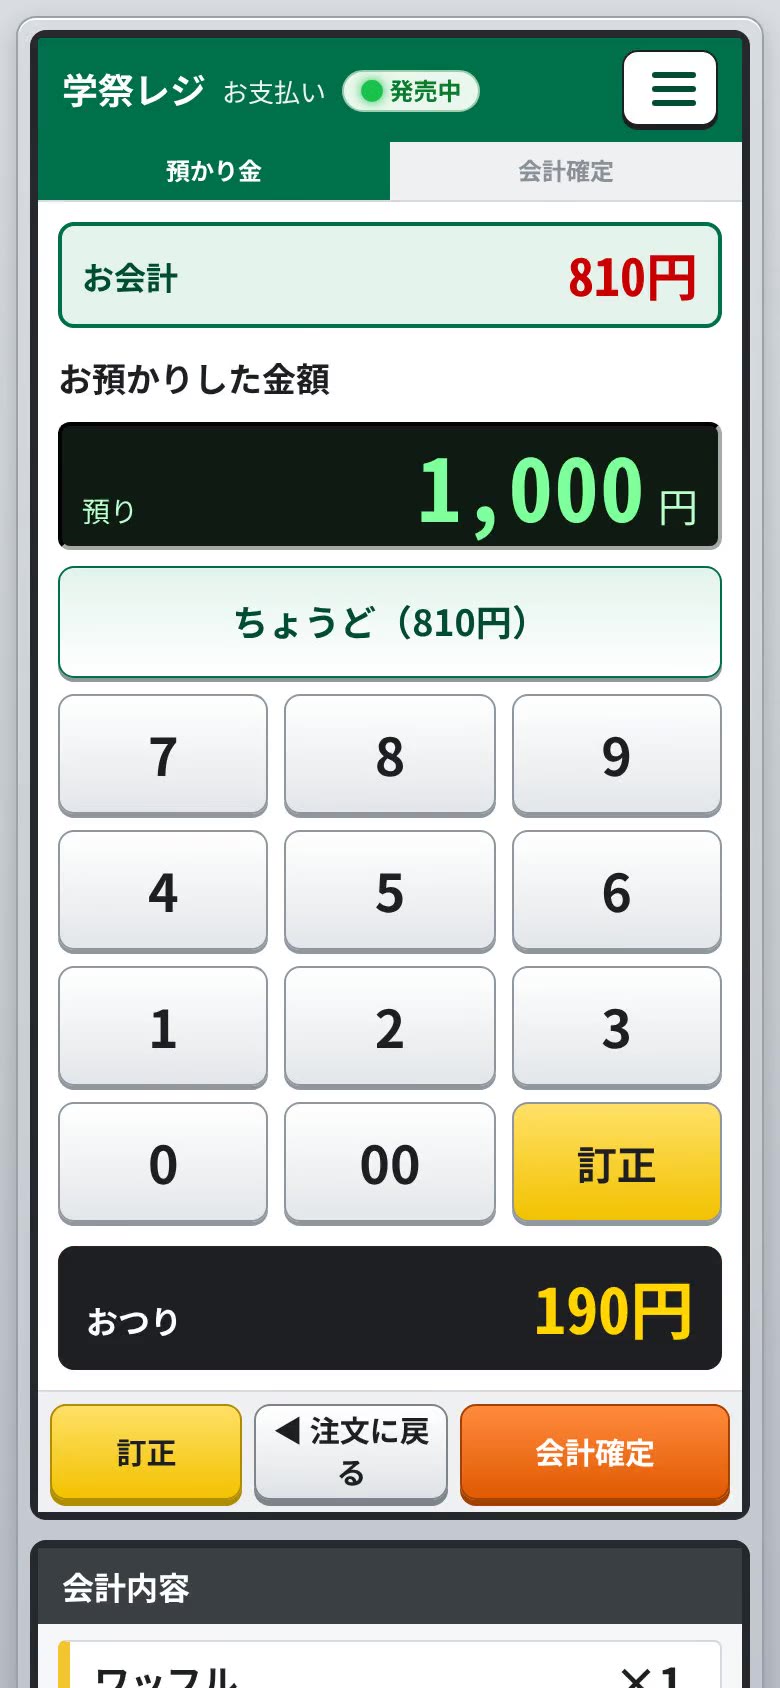 学祭レジ お支払い 発売中
預かり金 会計確定
お会計 810円
お預かりした金額
預り 1,000 円
ちょうど（810円）
7 8 9
4 5 6
1 2 3
0 00 訂正
おつり 190円
訂正 ◀ 注文に戻る 会計確定
会計内容
ワッフル ×1